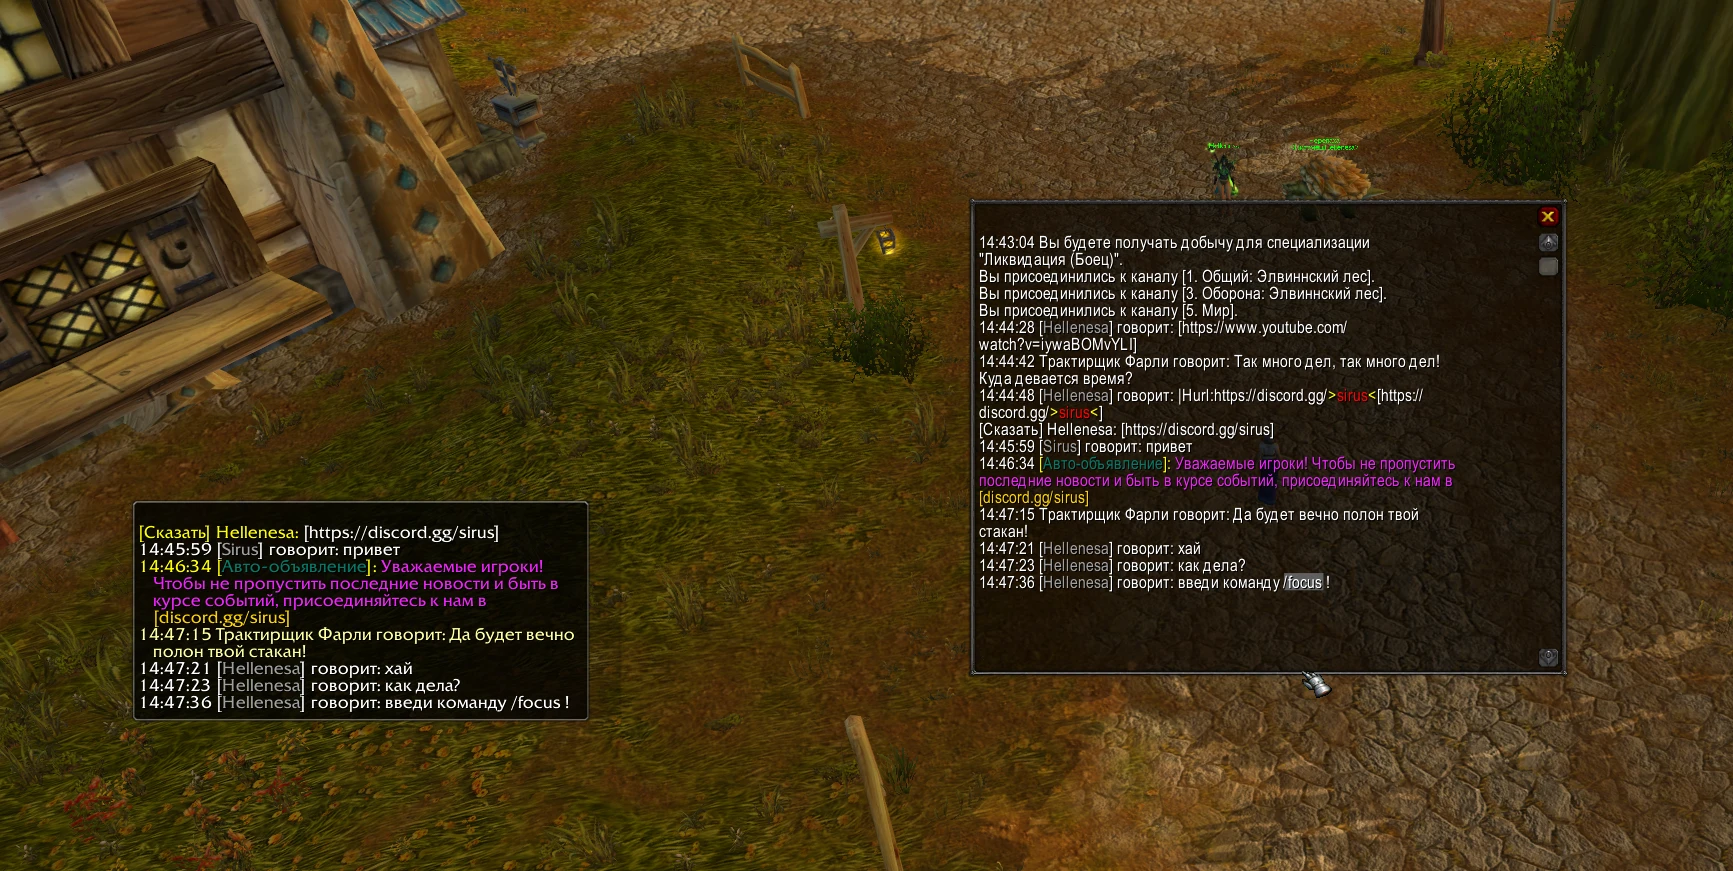 [Сказать] Hellenesa: [https://discord.gg/sirus]
14:45:59 [Sirus] говорит: привет
14:46:34 [Авто-объявление]: Уважаемые игроки!
Чтобы не пропустить последние новости и быть в
курсе событий, присоединяйтесь к нам в
[discord.gg/sirus]
14:47:15 Трактирщик Фарли говорит: Да будет вечно
полон твой стакан!
14:47:21 [Hellenesa] говорит: хай
14:47:23 [Hellenesa] говорит: как дела?
14:47:36 [Hellenesa] говорит: введи команду /focus !
14:43:04 Вы будете получать добычу для специализации
"Ликвидация (Боец)".
Вы присоединились к каналу [1. Общий: Элвиннский лес].
Вы присоединились к каналу [3. Оборона: Элвиннский лес].
Вы присоединились к каналу [5. Мир].
14:44:28 [Hellenesa] говорит: [https://www.youtube.com/
watch?v=iywaBOMvYLI]
14:44:42 Трактирщик Фарли говорит: Так много дел, так много дел!
Куда девается время?
14:44:48 [Hellenesa] говорит: |Hurl:https://discord.gg/>sirus<[https://
discord.gg/>sirus<]
[Сказать] Hellenesa: [https://discord.gg/sirus]
14:45:59 [Sirus] говорит: привет
14:46:34 [Авто-объявление]: Уважаемые игроки! Чтобы не пропустить
последние новости и быть в курсе событий, присоединяйтесь к нам в
[discord.gg/sirus]
14:47:15 Трактирщик Фарли говорит: Да будет вечно полон твой
стакан!
14:47:21 [Hellenesa] говорит: хай
14:47:23 [Hellenesa] говорит: как дела?
14:47:36 [Hellenesa] говорит: введи команду /focus !